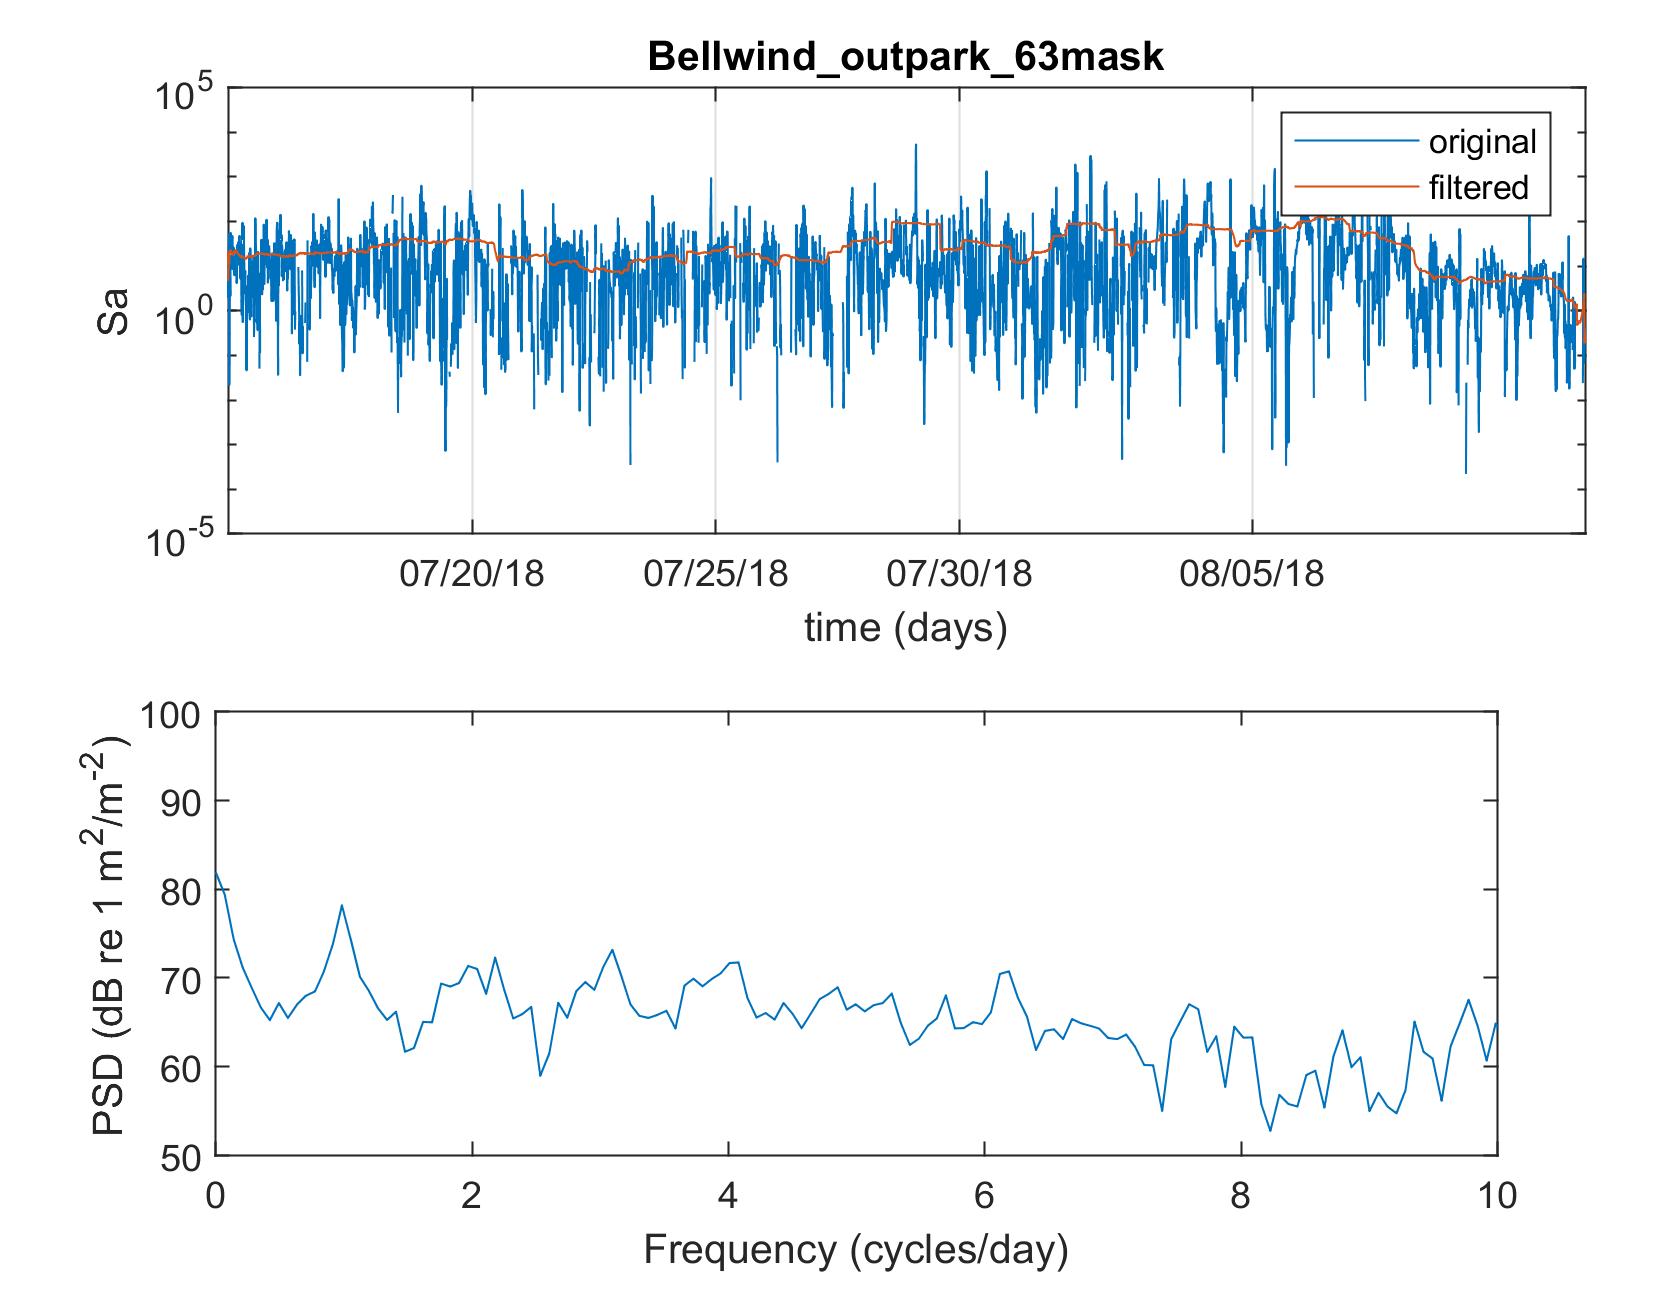 Bellwind_outpark_63mask
10^5
original
filtered
Sa
10^0
10^-5
07/20/18 07/25/18 07/30/18 08/05/18
time (days)
100
90
80
70
60
50
PSD (dB re 1 m^2/m^-2)
0 2 4 6 8 10
Frequency (cycles/day)